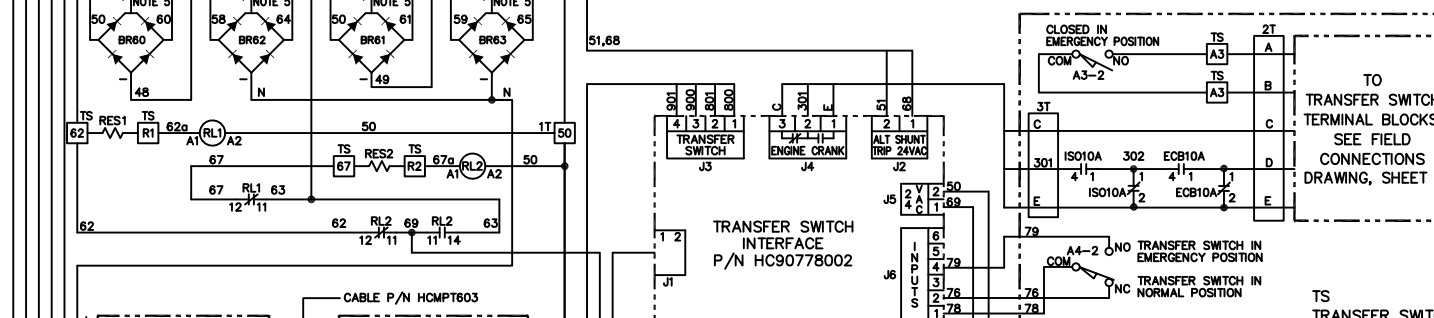 NOTE 5
NOTE 5
NOTE 5
50 60
BR60
58 64
BR62
50 61
BR61
59 65
BR63
−
−
−
−
48
N
49
N
51,68
TS
62
RES1
TS
R1
62a
RL1
A1 A2
50
1T
50
67
TS
67
RES2
TS
R2
67a
RL2
A1 A2
50
67 RL1 63
12 11
62
62 RL2 69 RL2 63
12 11 11 14
CABLE P/N HCMPT603
901 900 801 800
4 3 2 1
TRANSFER
SWITCH
J3
C 301 E
3 2 1
ENGINE CRANK
J4
51 68
2 1
ALT SHUNT
TRIP 24VAC
J2
J5
24
VAC
2
1
50
69
TRANSFER SWITCH
INTERFACE
P/N HC90778002
1 2
J1
J6
INPUTS
6
5
4
3
2
1
79
76
78
CLOSED IN
EMERGENCY POSITION
COM
NO
A3-2
TS
A3
TS
A3
2T
A
B
C
D
E
3T
C
301
E
ISO10A 302 ECB10A
4 1 4 1
ISO10A
1
2
ECB10A
1
2
TO
TRANSFER SWITCH
TERMINAL BLOCKS
SEE FIELD
CONNECTIONS
DRAWING, SHEET
79
A4-2
NO TRANSFER SWITCH IN
EMERGENCY POSITION
COM
NC TRANSFER SWITCH IN
NORMAL POSITION
76
78
TS
TRANSFER SWIT